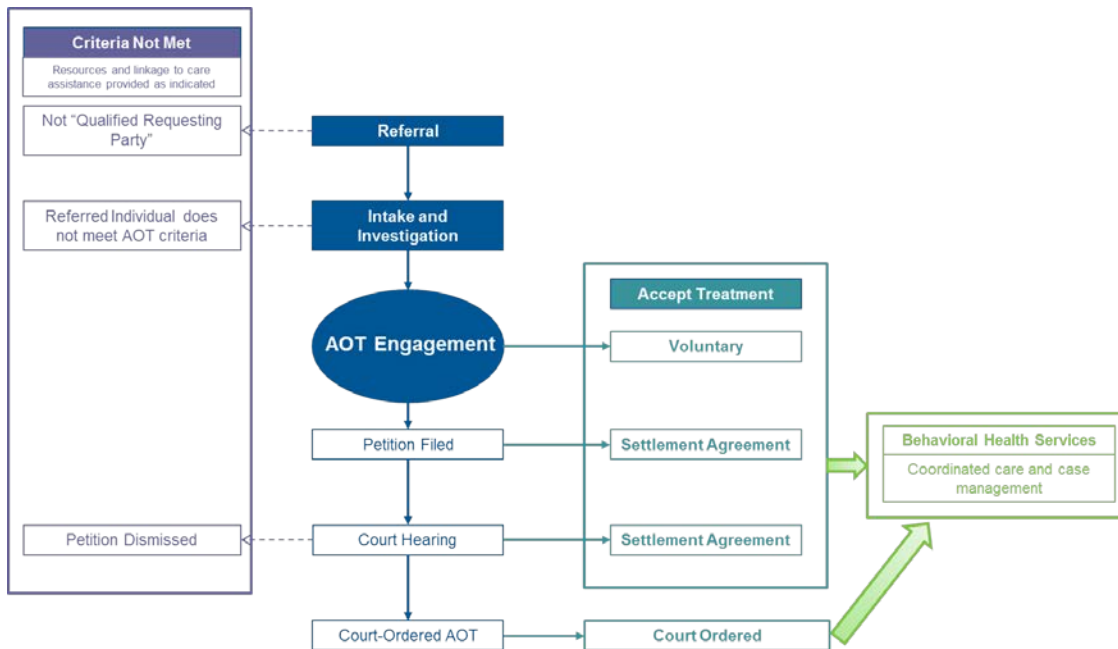 Criteria Not Met
Resources and linkage to care
assistance provided as indicated
Not “Qualified Requesting
Party”
Referral
Referred Individual does
not meet AOT criteria
Intake and
Investigation
Accept Treatment
AOT Engagement
Voluntary
Petition Filed
Settlement Agreement
Behavioral Health Services
Coordinated care and case
management
Petition Dismissed
Court Hearing
Settlement Agreement
Court-Ordered AOT
Court Ordered